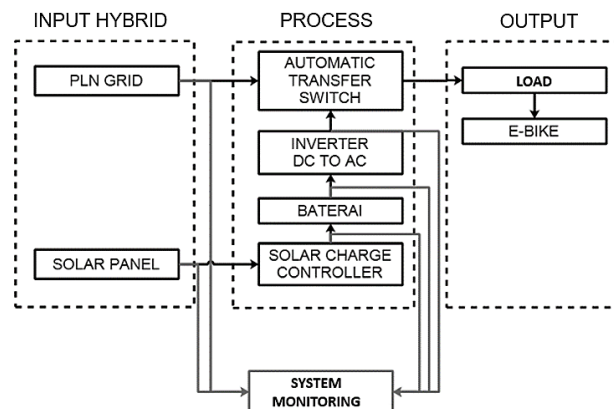 INPUT HYBRID
PROCESS
OUTPUT
PLN GRID
AUTOMATIC
TRANSFER
SWITCH
LOAD
E-BIKE
INVERTER
DC TO AC
BATERAI
SOLAR PANEL
SOLAR CHARGE
CONTROLLER
SYSTEM
MONITORING